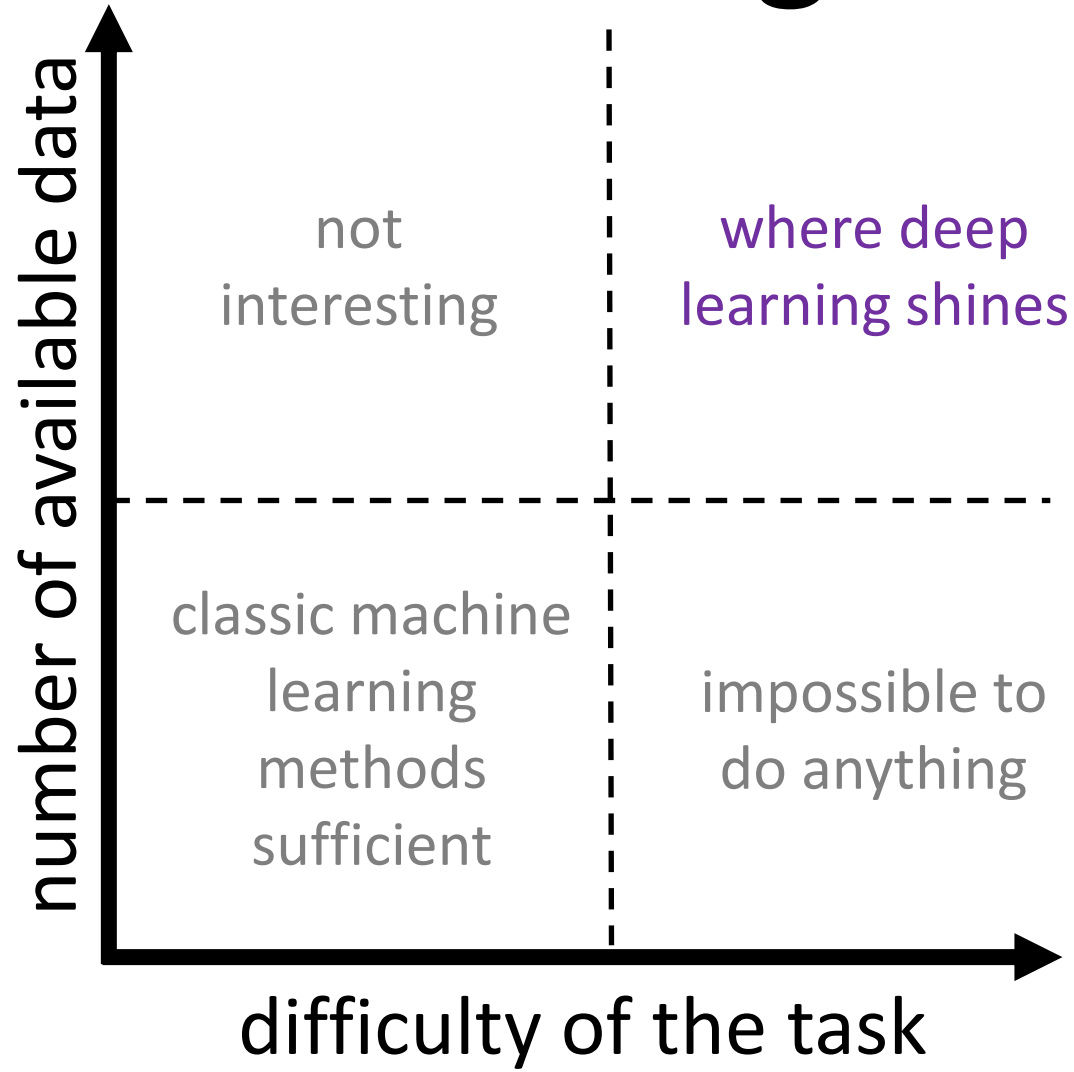 number of available data
not
interesting
where deep
learning shines
classic machine
learning
methods
sufficient
impossible to
do anything
difficulty of the task